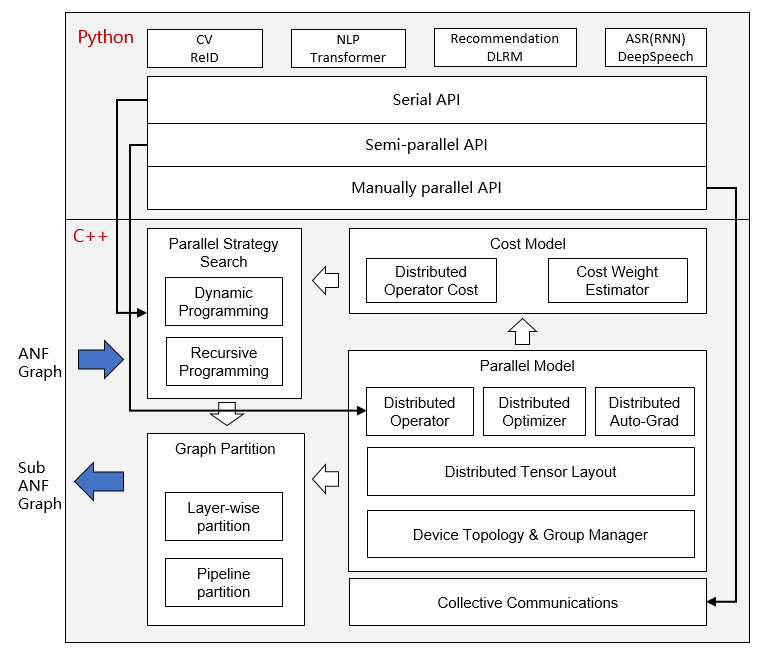 Python
CV
ReID
NLP
Transformer
Recommendation
DLRM
ASR(RNN)
DeepSpeech
Serial API
Semi-parallel API
Manually parallel API
C++
Parallel Strategy
Search
Dynamic
Programming
Recursive
Programming
Cost Model
Distributed
Operator Cost
Cost Weight
Estimator
ANF
Graph
Parallel Model
Distributed
Operator
Distributed
Optimizer
Distributed
Auto-Grad
Distributed Tensor Layout
Device Topology & Group Manager
Sub
ANF
Graph
Graph Partition
Layer-wise
partition
Pipeline
partition
Collective Communications